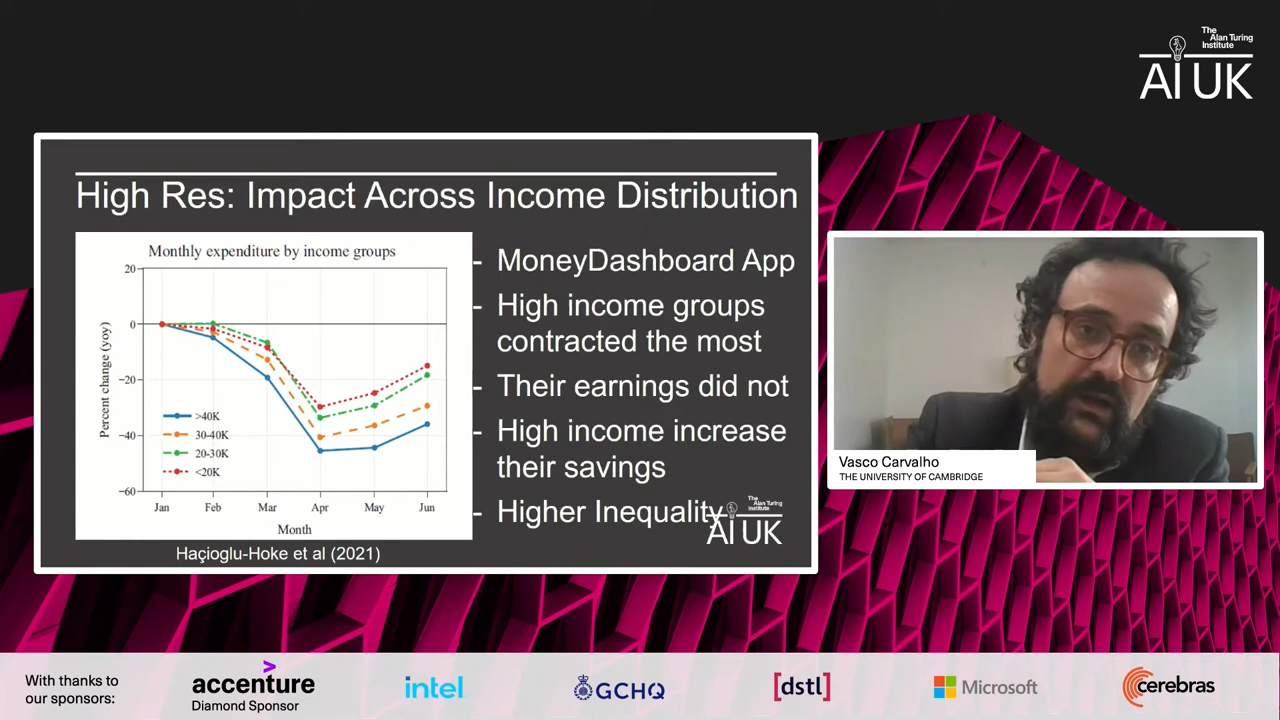 The
Alan Turing
Institute
AI UK
High Res: Impact Across Income Distribution
Monthly expenditure by income groups
Percent change (yoy)
20
0
−20
−40
−60
>40K
30-40K
20-30K
<20K
Jan Feb Mar Apr May Jun
Month
Haçioglu-Hoke et al (2021)
- MoneyDashboard App
- High income groups
contracted the most
- Their earnings did not
- High income increase
their savings
- Higher Inequality
The
Alan Turing
Institute
AI UK
Vasco Carvalho
THE UNIVERSITY OF CAMBRIDGE
With thanks to
our sponsors:
accenture
Diamond Sponsor
intel
GCHQ
[dstl]
Microsoft
cerebras